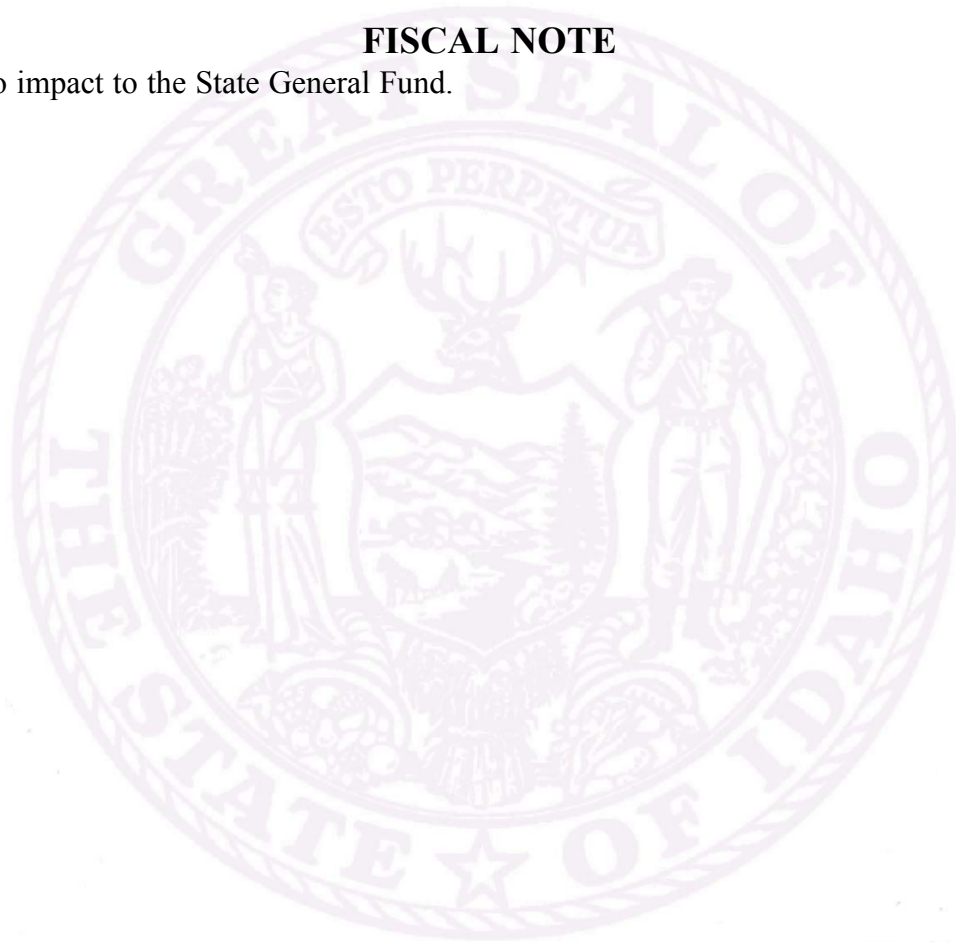 FISCAL NOTE
o impact to the State General Fund.
GREAT SEAL OF
ESTO PERPETUA
THE STATE OF IDAHO